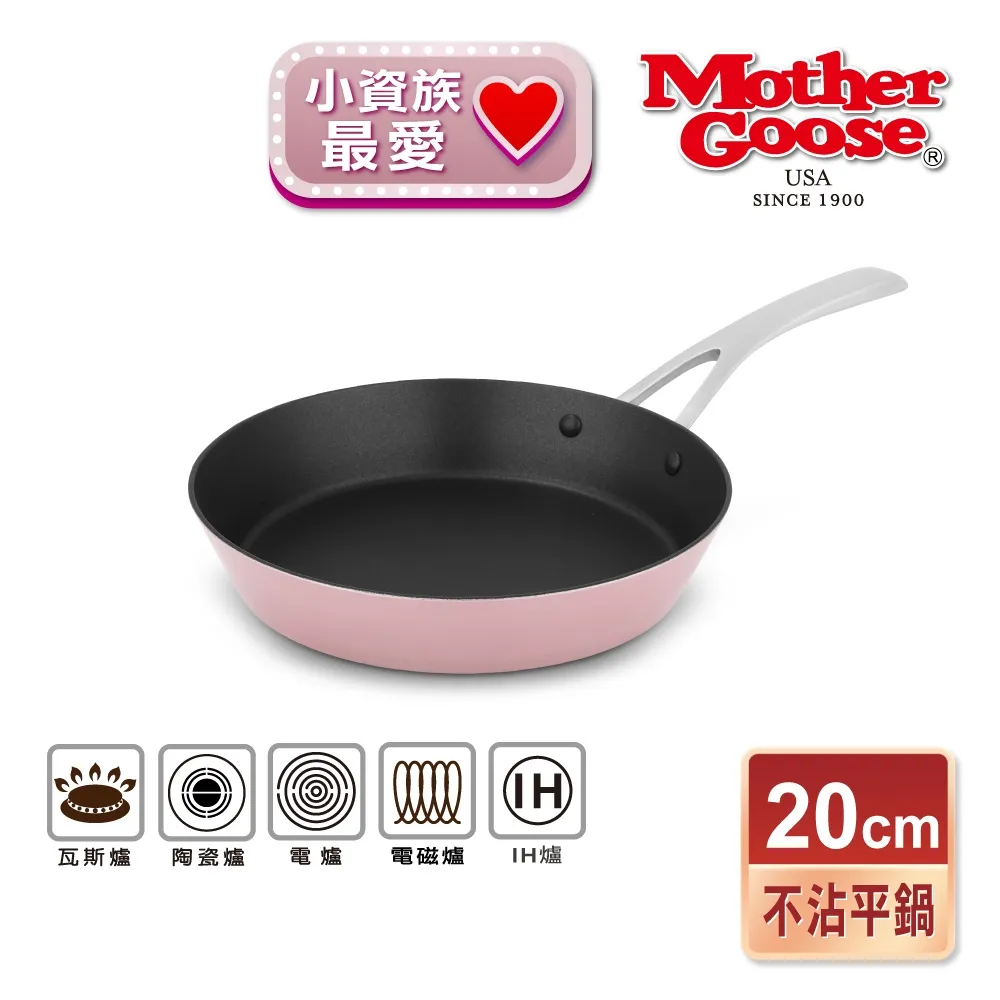 小資族
最愛
Mother
Goose®
USA
SINCE 1900
瓦斯爐
陶瓷爐
電爐
電磁爐
IH
IH爐
20cm
不沾平鍋